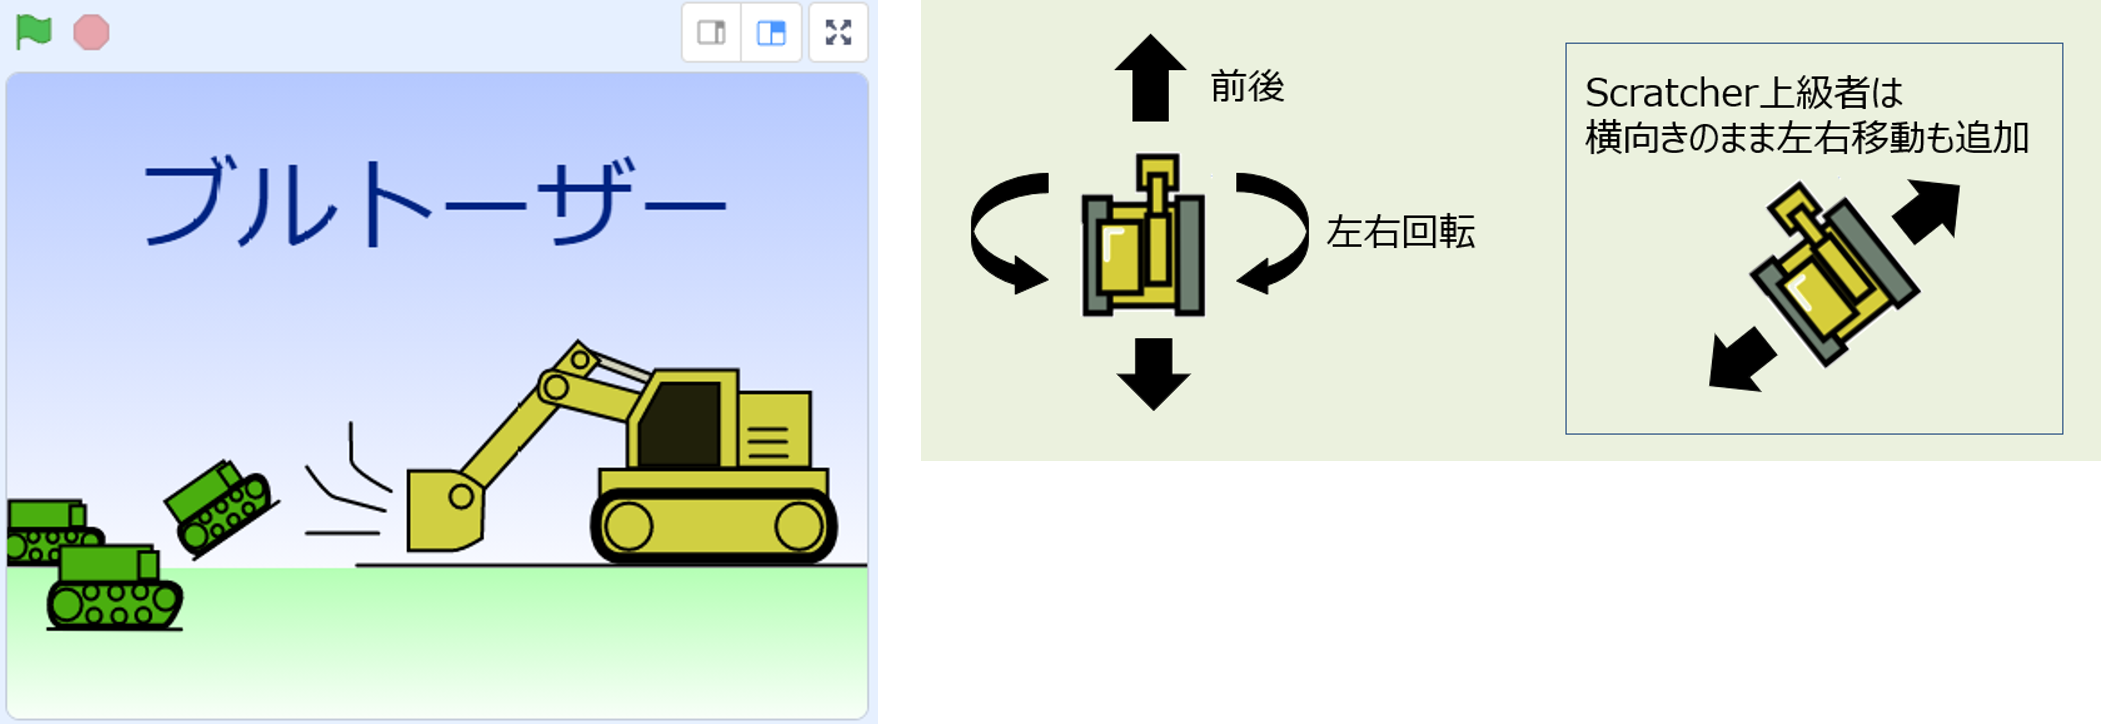 ブルトーザー
前後
左右回転
Scratcher上級者は
横向きのまま左右移動も追加